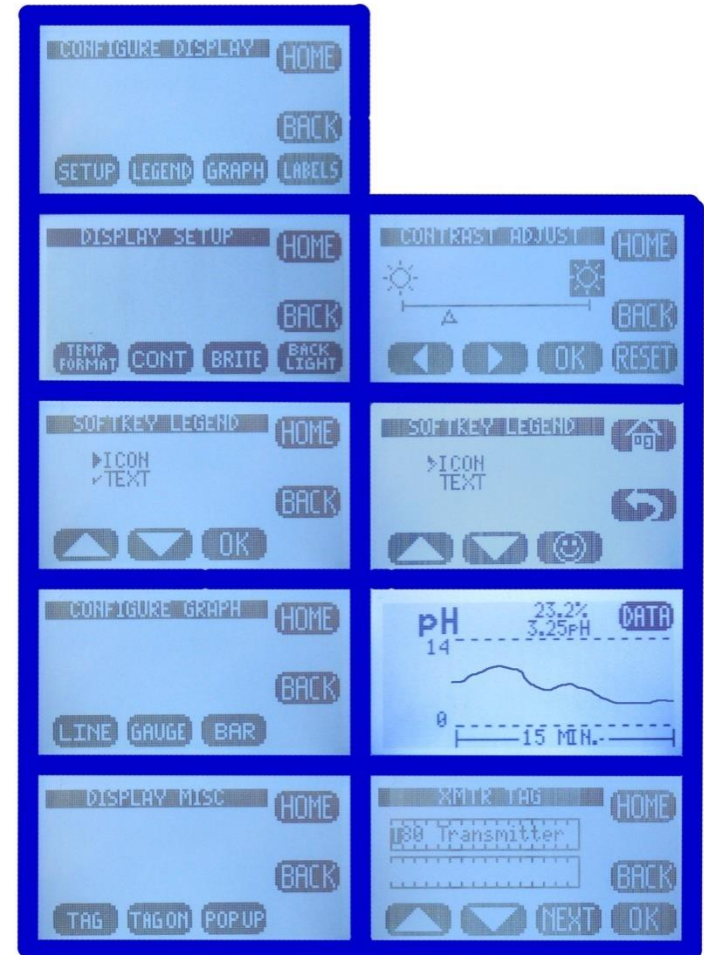 CONFIGURE DISPLAY HOME
BACK
SETUP LEGEND GRAPH LABELS
DISPLAY SETUP HOME
BACK
TEMP FORMAT CONT BRITE BACK LIGHT
CONTRAST ADJUST HOME
BACK
OK RESET
SOFTKEY LEGEND HOME
ICON
TEXT
BACK
OK
SOFTKEY LEGEND
ICON
TEXT
CONFIGURE GRAPH HOME
BACK
LINE GAUGE BAR
pH 23.2% DATA
3.25pH
14
0
15 MIN.
DISPLAY MISC HOME
BACK
TAG TAG ON POP UP
XMTR TAG HOME
T80 Transmitter
BACK
NEXT OK